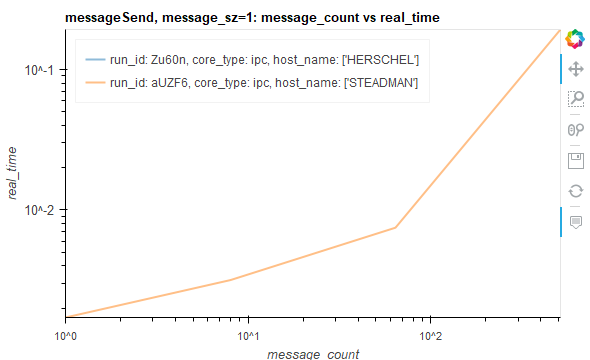 messageSend, message_sz=1: message_count vs real_time
run_id: Zu60n, core_type: ipc, host_name: ['HERSCHEL']
run_id: aUZF6, core_type: ipc, host_name: ['STEADMAN']
10^-1
10^-2
real_time
10^0 10^1 10^2
message_count